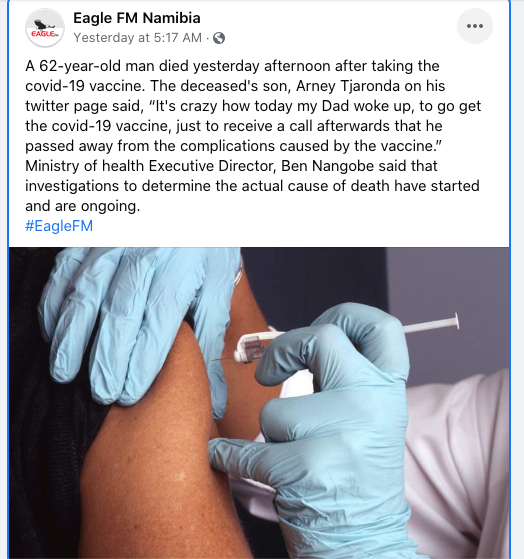 Eagle FM Namibia
Yesterday at 5:17 AM ·
EAGLE FM
A 62-year-old man died yesterday afternoon after taking the
covid-19 vaccine. The deceased's son, Arney Tjaronda on his
twitter page said, “It's crazy how today my Dad woke up, to go get
the covid-19 vaccine, just to receive a call afterwards that he
passed away from the complications caused by the vaccine.”
Ministry of health Executive Director, Ben Nangobe said that
investigations to determine the actual cause of death have started
and are ongoing.
#EagleFM